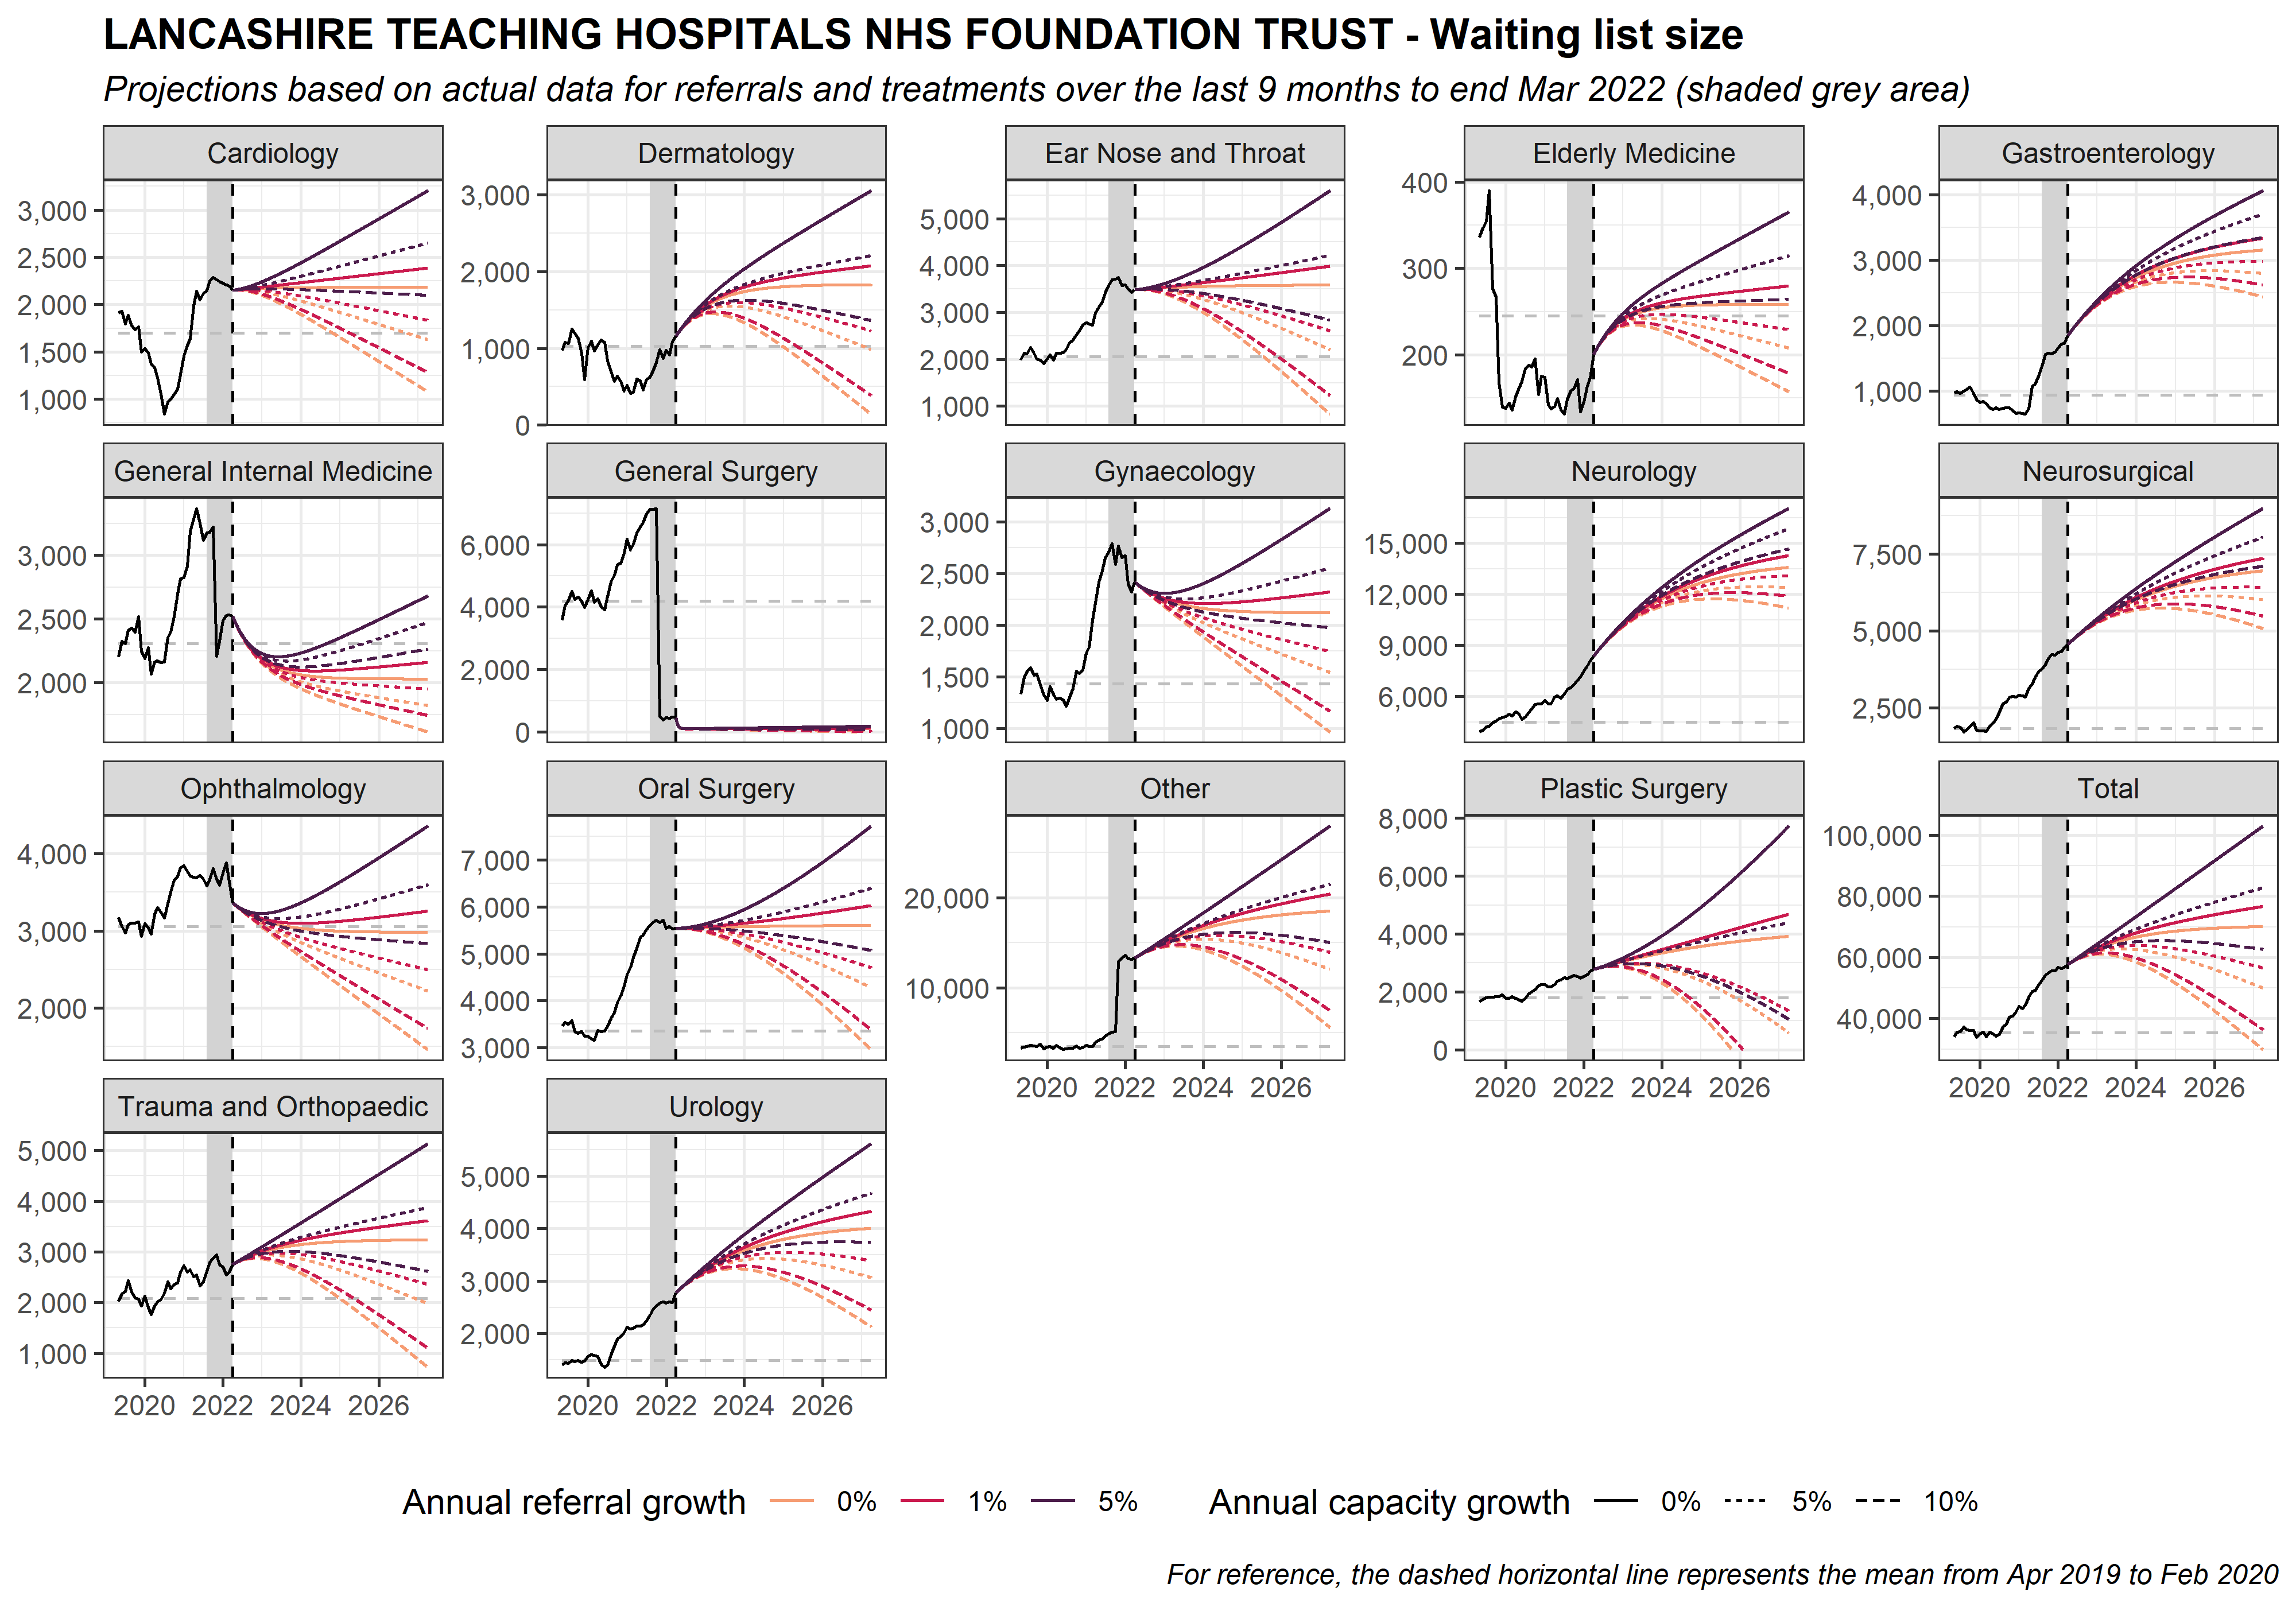 LANCASHIRE TEACHING HOSPITALS NHS FOUNDATION TRUST - Waiting list size
Projections based on actual data for referrals and treatments over the last 9 months to end Mar 2022 (shaded grey area)
Cardiology
3,000
2,500
2,000
1,500
1,000
Dermatology
3,000
2,000
1,000
0
Ear Nose and Throat
5,000
4,000
3,000
2,000
1,000
Elderly Medicine
400
300
200
Gastroenterology
4,000
3,000
2,000
1,000
General Internal Medicine
3,000
2,500
2,000
General Surgery
6,000
4,000
2,000
0
Gynaecology
3,000
2,500
2,000
1,500
1,000
Neurology
15,000
12,000
9,000
6,000
Neurosurgical
7,500
5,000
2,500
Ophthalmology
4,000
3,000
2,000
Oral Surgery
7,000
6,000
5,000
4,000
3,000
Other
20,000
10,000
2020 2022 2024 2026
Plastic Surgery
8,000
6,000
4,000
2,000
0
2020 2022 2024 2026
Total
100,000
80,000
60,000
40,000
2020 2022 2024 2026
Trauma and Orthopaedic
5,000
4,000
3,000
2,000
1,000
2020 2022 2024 2026
Urology
5,000
4,000
3,000
2,000
2020 2022 2024 2026
Annual referral growth 0% 1% 5% Annual capacity growth 0% 5% 10%
For reference, the dashed horizontal line represents the mean from Apr 2019 to Feb 2020